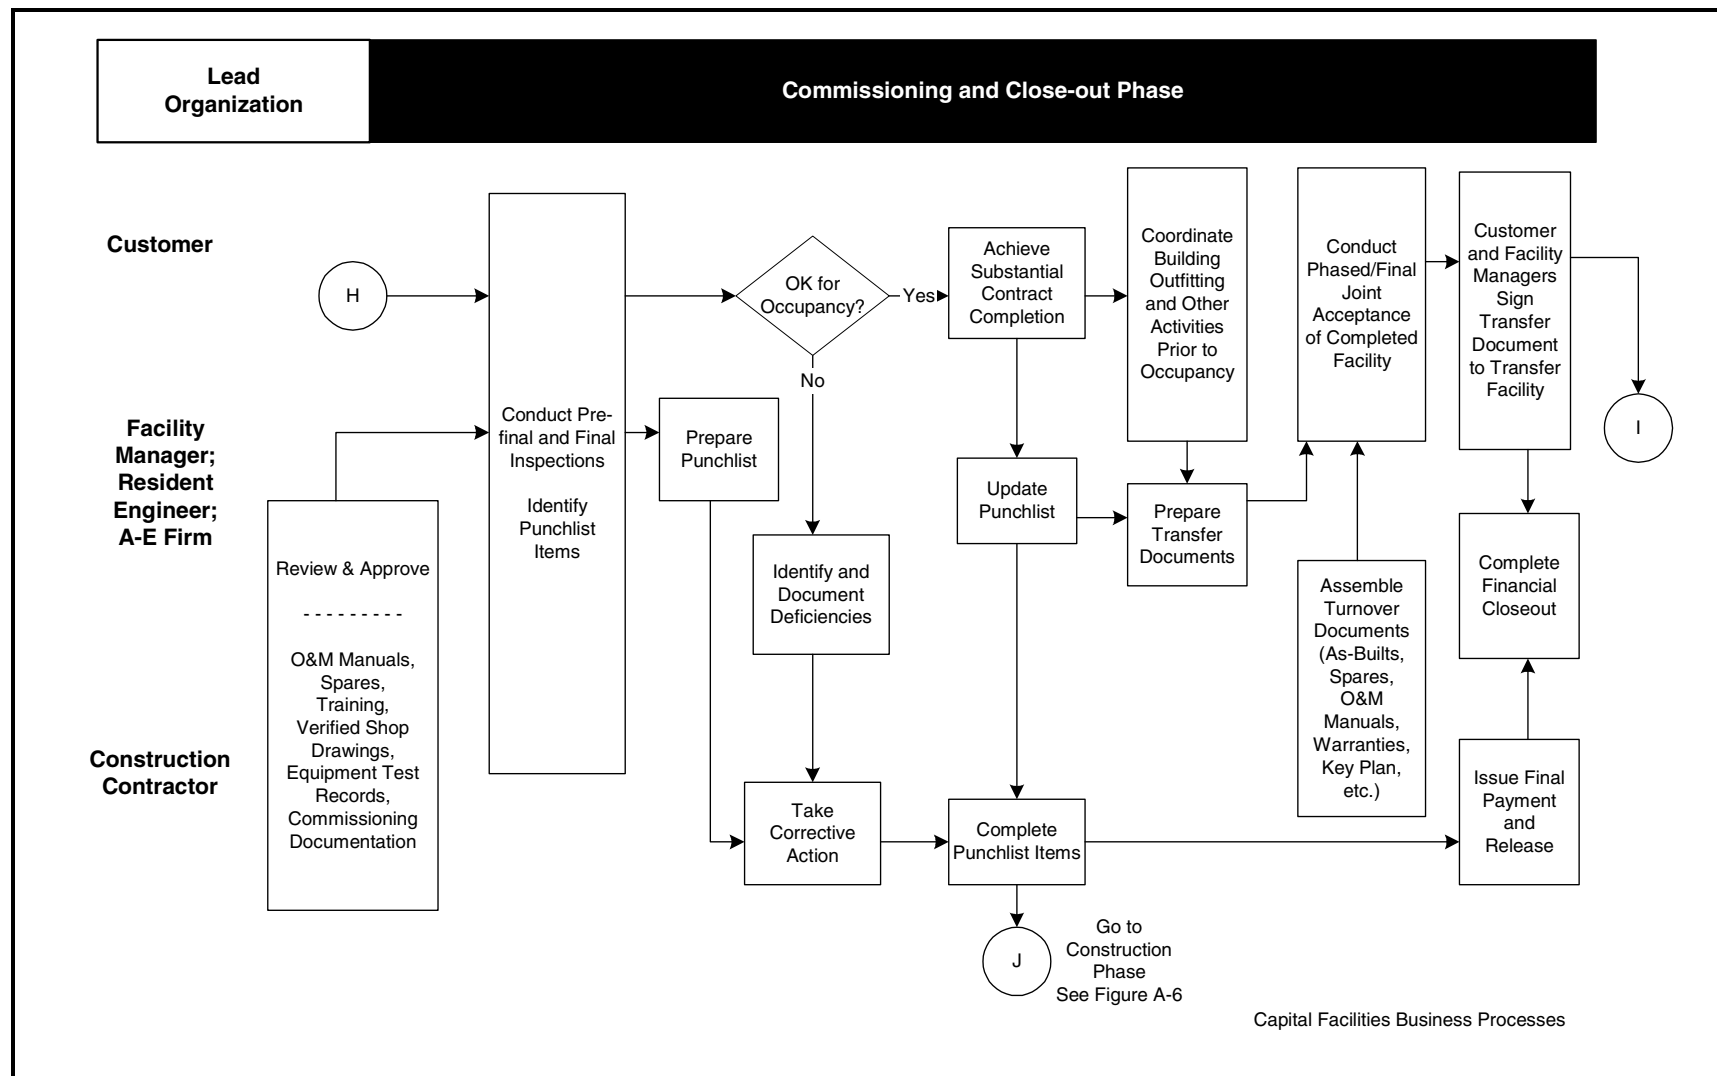 Lead
Organization
Commissioning and Close-out Phase
Customer
H
Conduct Pre-
final and Final
Inspections
Identify
Punchlist
Items
OK for
Occupancy?
Yes
No
Achieve
Substantial
Contract
Completion
Coordinate
Building
Outfitting
and Other
Activities
Prior to
Occupancy
Conduct
Phased/Final
Joint
Acceptance
of Completed
Facility
Customer
and Facility
Managers
Sign
Transfer
Document
to Transfer
Facility
I
Facility
Manager;
Resident
Engineer;
A-E Firm
Prepare
Punchlist
Update
Punchlist
Prepare
Transfer
Documents
Review & Approve
- - - - - - - - -
O&M Manuals,
Spares,
Training,
Verified Shop
Drawings,
Equipment Test
Records,
Commissioning
Documentation
Identify and
Document
Deficiencies
Assemble
Turnover
Documents
(As-Builts,
Spares,
O&M
Manuals,
Warranties,
Key Plan,
etc.)
Complete
Financial
Closeout
Construction
Contractor
Take
Corrective
Action
Complete
Punchlist Items
Issue Final
Payment
and
Release
J
Go to
Construction
Phase
See Figure A-6
Capital Facilities Business Processes